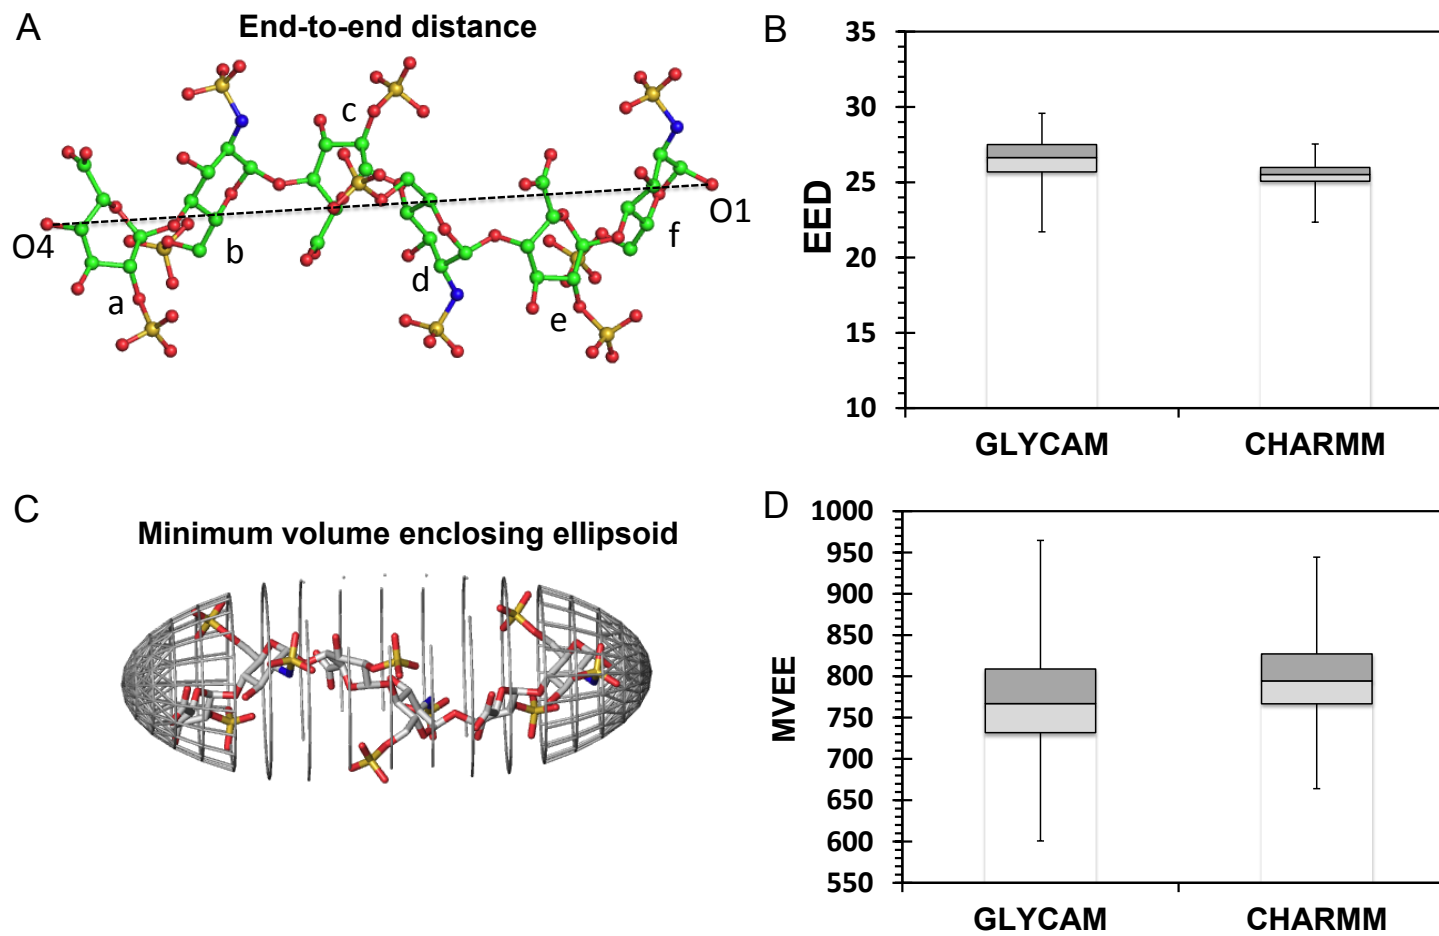 A
End-to-end distance
c
O4
b
a
d
e
f
O1
B
EED
35
30
25
20
15
10
GLYCAM
CHARMM
C
Minimum volume enclosing ellipsoid
D
MVEE
1000
950
900
850
800
750
700
650
600
550
GLYCAM
CHARMM